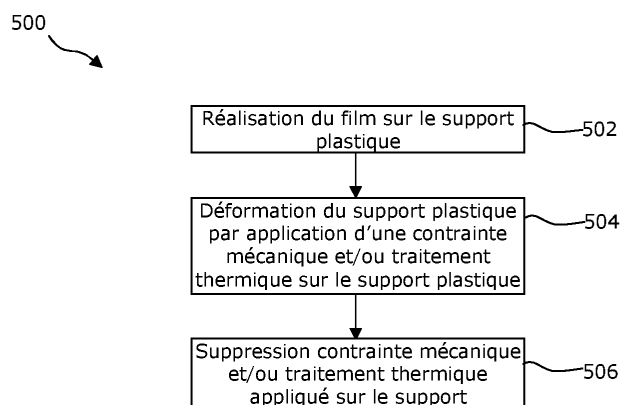 500
Réalisation du film sur le support
plastique
502
Déformation du support plastique
par application d’une contrainte
mécanique et/ou traitement
thermique sur le support plastique
504
Suppression contrainte mécanique
et/ou traitement thermique
appliqué sur le support
506